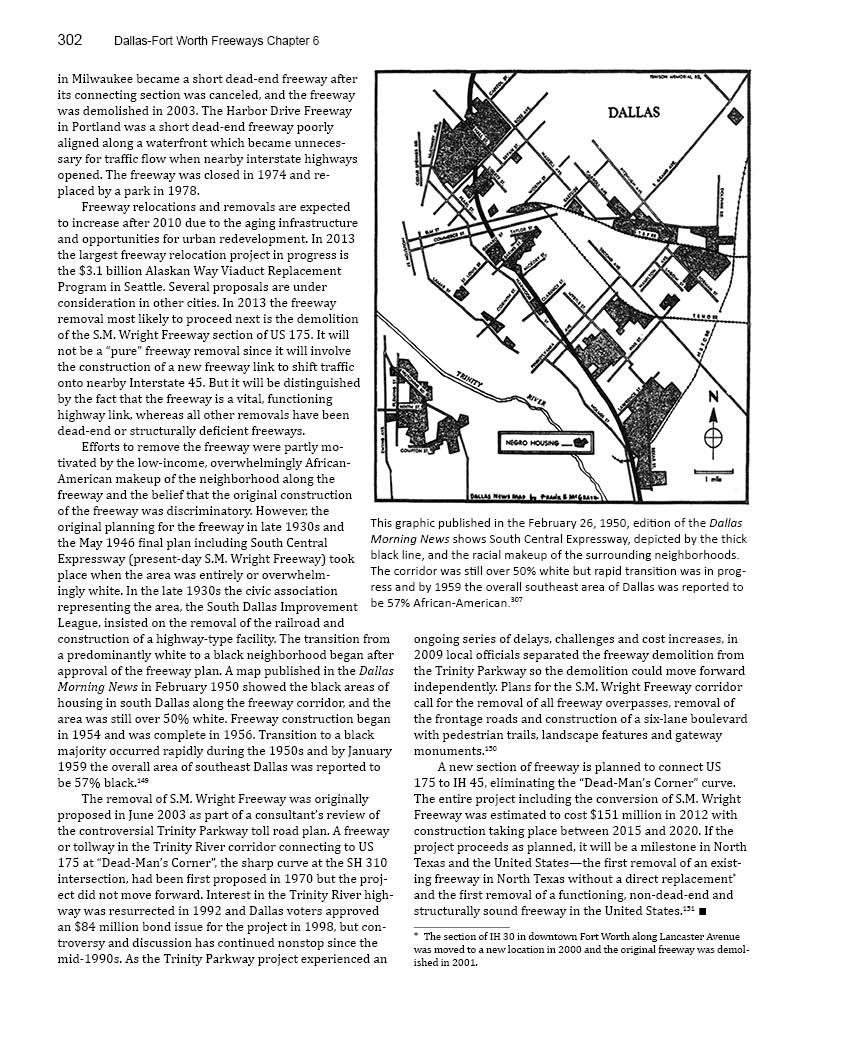 302 Dallas-Fort Worth Freeways Chapter 6
in Milwaukee became a short dead-end freeway after
its connecting section was canceled, and the freeway
was demolished in 2003. The Harbor Drive Freeway
in Portland was a short dead-end freeway poorly
aligned along a waterfront which became unneces-
sary for traffic flow when nearby interstate highways
opened. The freeway was closed in 1974 and re-
placed by a park in 1978.
Freeway relocations and removals are expected
to increase after 2010 due to the aging infrastructure
and opportunities for urban redevelopment. In 2013
the largest freeway relocation project in progress is
the $3.1 billion Alaskan Way Viaduct Replacement
Program in Seattle. Several proposals are under
consideration in other cities. In 2013 the freeway
removal most likely to proceed next is the demolition
of the S.M. Wright Freeway section of US 175. It will
not be a “pure” freeway removal since it will involve
the construction of a new freeway link to shift traffic
onto nearby Interstate 45. But it will be distinguished
by the fact that the freeway is a vital, functioning
highway link, whereas all other removals have been
dead-end or structurally deficient freeways.
Efforts to remove the freeway were partly mo-
tivated by the low-income, overwhelmingly African-
American makeup of the neighborhood along the
freeway and the belief that the original construction
of the freeway was discriminatory. However, the
original planning for the freeway in late 1930s and
the May 1946 final plan including South Central
Expressway (present-day S.M. Wright Freeway) took
place when the area was entirely or overwhelm-
ingly white. In the late 1930s the civic association
representing the area, the South Dallas Improvement
League, insisted on the removal of the railroad and
construction of a highway-type facility. The transition from
a predominantly white to a black neighborhood began after
approval of the freeway plan. A map published in the Dallas
Morning News in February 1950 showed the black areas of
housing in south Dallas along the freeway corridor, and the
area was still over 50% white. Freeway construction began
in 1954 and was complete in 1956. Transition to a black
majority occurred rapidly during the 1950s and by January
1959 the overall area of southeast Dallas was reported to
be 57% black.¹⁴⁹
The removal of S.M. Wright Freeway was originally
proposed in June 2003 as part of a consultant’s review of
the controversial Trinity Parkway toll road plan. A freeway
or tollway in the Trinity River corridor connecting to US
175 at “Dead-Man’s Corner”, the sharp curve at the SH 310
intersection, had been first proposed in 1970 but the proj-
ect did not move forward. Interest in the Trinity River high-
way was resurrected in 1992 and Dallas voters approved
an $84 million bond issue for the project in 1998, but con-
troversy and discussion has continued nonstop since the
mid-1990s. As the Trinity Parkway project experienced an
DALLAS
ELM ST
COMMERCE ST.
LAMAR ST
TRINITY
RIVER
N
NEGRO HOUSING
1 mile
DALLAS NEWS MAP by
This graphic published in the February 26, 1950, edition of the Dallas
Morning News shows South Central Expressway, depicted by the thick
black line, and the racial makeup of the surrounding neighborhoods.
The corridor was still over 50% white but rapid transition was in prog-
ress and by 1959 the overall southeast area of Dallas was reported to
be 57% African-American.³⁰⁷
ongoing series of delays, challenges and cost increases, in
2009 local officials separated the freeway demolition from
the Trinity Parkway so the demolition could move forward
independently. Plans for the S.M. Wright Freeway corridor
call for the removal of all freeway overpasses, removal of
the frontage roads and construction of a six-lane boulevard
with pedestrian trails, landscape features and gateway
monuments.¹⁵⁰
A new section of freeway is planned to connect US
175 to IH 45, eliminating the “Dead-Man’s Corner” curve.
The entire project including the conversion of S.M. Wright
Freeway was estimated to cost $151 million in 2012 with
construction taking place between 2015 and 2020. If the
project proceeds as planned, it will be a milestone in North
Texas and the United States—the first removal of an exist-
ing freeway in North Texas without a direct replacement*
and the first removal of a functioning, non-dead-end and
structurally sound freeway in the United States.¹⁵¹ ■
* The section of IH 30 in downtown Fort Worth along Lancaster Avenue
was moved to a new location in 2000 and the original freeway was demol-
ished in 2001.